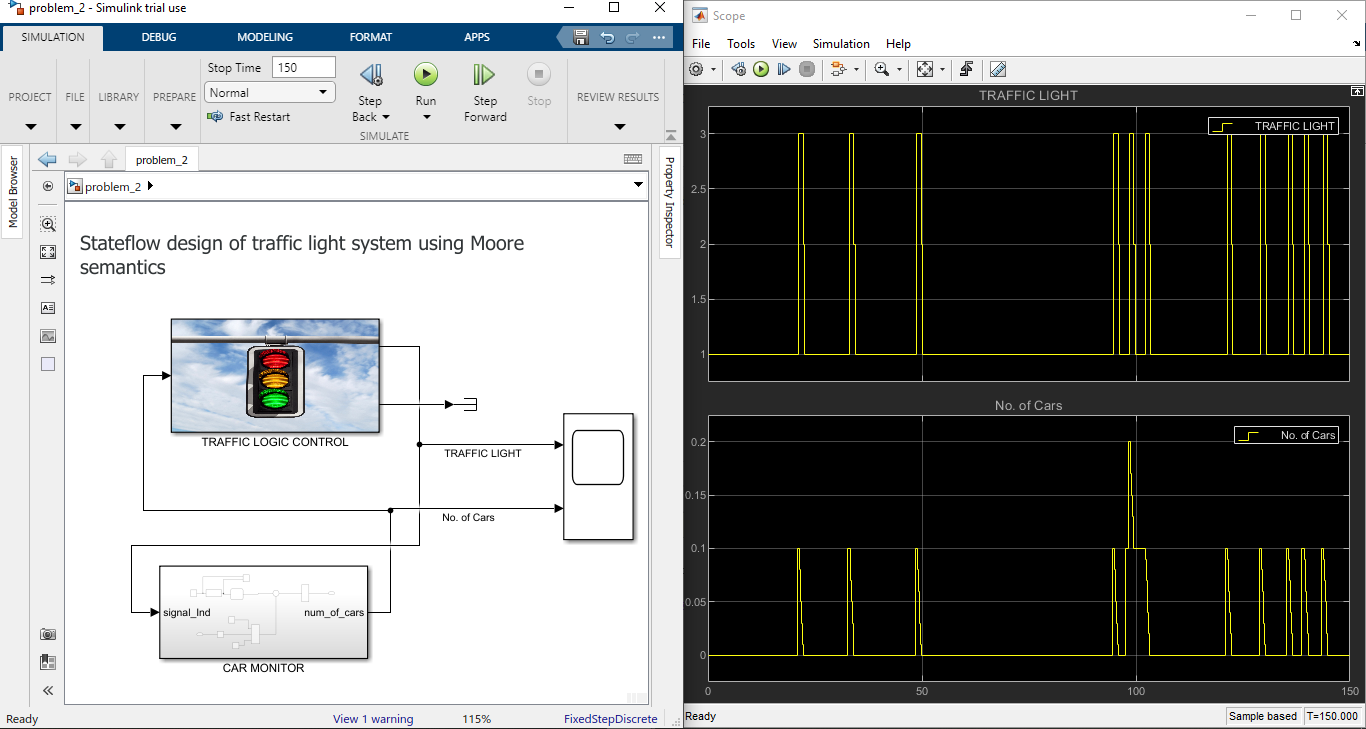 problem_2 - Simulink trial use
SIMULATION DEBUG MODELING FORMAT APPS
Stop Time 150
Normal
Fast Restart
PROJECT FILE LIBRARY PREPARE
Step Back
Run
Step Forward
Stop
SIMULATE
REVIEW RESULTS
Model Browser
problem_2
problem_2
Property Inspector
Stateflow design of traffic light system using Moore
semantics
TRAFFIC LOGIC CONTROL
TRAFFIC LIGHT
No. of Cars
signal_Ind
num_of_cars
CAR MONITOR
Ready View 1 warning 115% FixedStepDiscrete
Scope
File Tools View Simulation Help
TRAFFIC LIGHT
TRAFFIC LIGHT
3
2.5
2
1.5
1
No. of Cars
No. of Cars
0.2
0.15
0.1
0.05
0
0 50 100 150
Ready Sample based T=150.000